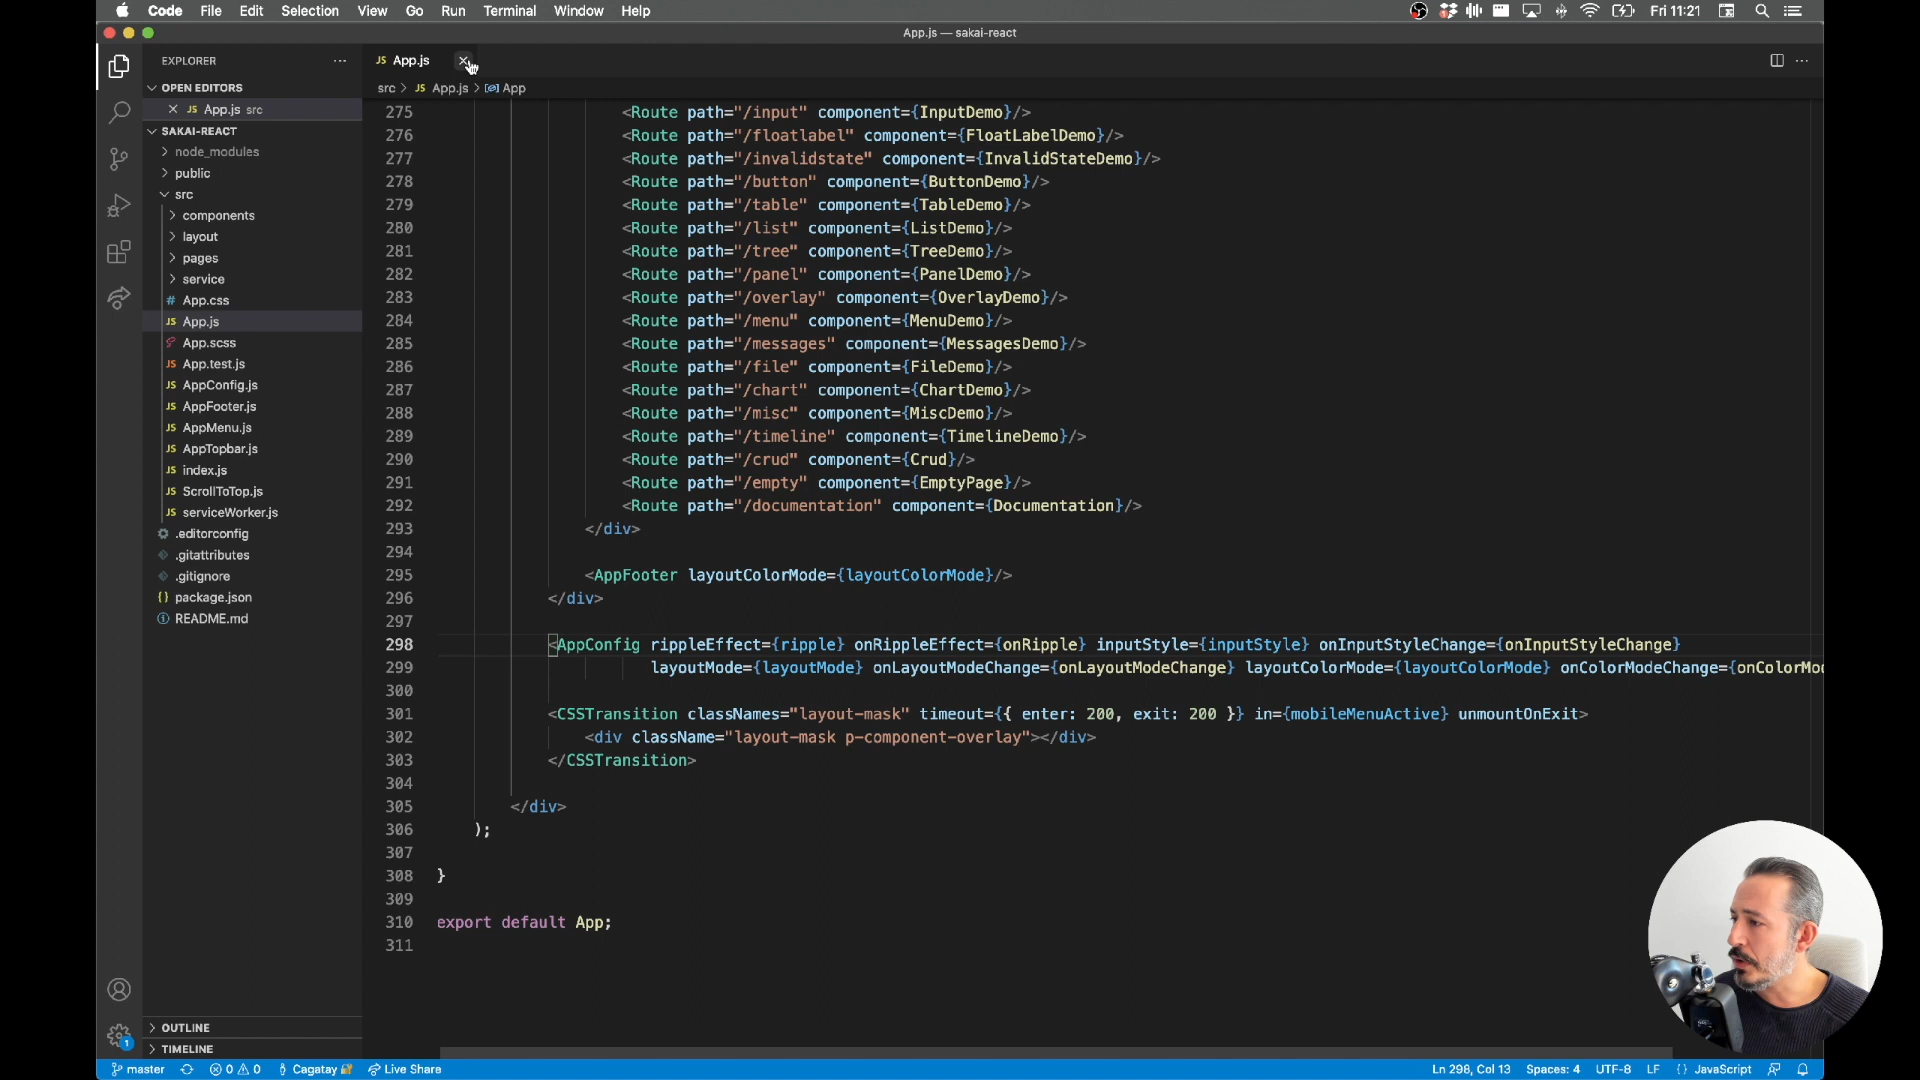 Code File Edit Selection View Go Run Terminal Window Help Fri 11:21
App.js — sakai-react
EXPLORER
OPEN EDITORS
JS App.js src
SAKAI-REACT
node_modules
public
src
components
layout
pages
service
# App.css
JS App.js
App.scss
JS App.test.js
JS AppConfig.js
JS AppFooter.js
JS AppMenu.js
JS AppTopbar.js
JS index.js
JS ScrollToTop.js
JS serviceWorker.js
.editorconfig
.gitattributes
.gitignore
{} package.json
README.md
OUTLINE
TIMELINE
1
JS App.js
src > JS App.js > App
275 <Route path="/input" component={InputDemo}/>
276 <Route path="/floatlabel" component={FloatLabelDemo}/>
277 <Route path="/invalidstate" component={InvalidStateDemo}/>
278 <Route path="/button" component={ButtonDemo}/>
279 <Route path="/table" component={TableDemo}/>
280 <Route path="/list" component={ListDemo}/>
281 <Route path="/tree" component={TreeDemo}/>
282 <Route path="/panel" component={PanelDemo}/>
283 <Route path="/overlay" component={OverlayDemo}/>
284 <Route path="/menu" component={MenuDemo}/>
285 <Route path="/messages" component={MessagesDemo}/>
286 <Route path="/file" component={FileDemo}/>
287 <Route path="/chart" component={ChartDemo}/>
288 <Route path="/misc" component={MiscDemo}/>
289 <Route path="/timeline" component={TimelineDemo}/>
290 <Route path="/crud" component={Crud}/>
291 <Route path="/empty" component={EmptyPage}/>
292 <Route path="/documentation" component={Documentation}/>
293 </div>
294
295 <AppFooter layoutColorMode={layoutColorMode}/>
296 </div>
297
298 <AppConfig rippleEffect={ripple} onRippleEffect={onRipple} inputStyle={inputStyle} onInputStyleChange={onInputStyleChange}
299 layoutMode={layoutMode} onLayoutModeChange={onLayoutModeChange} layoutColorMode={layoutColorMode} onColorModeChange={onColorMo
300
301 <CSSTransition classNames="layout-mask" timeout={{ enter: 200, exit: 200 }} in={mobileMenuActive} unmountOnExit>
302 <div className="layout-mask p-component-overlay"></div>
303 </CSSTransition>
304
305 </div>
306 );
307
308 }
309
310 export default App;
311
master 0 0 Cagatay Live Share Ln 298, Col 13 Spaces: 4 UTF-8 LF {} JavaScript